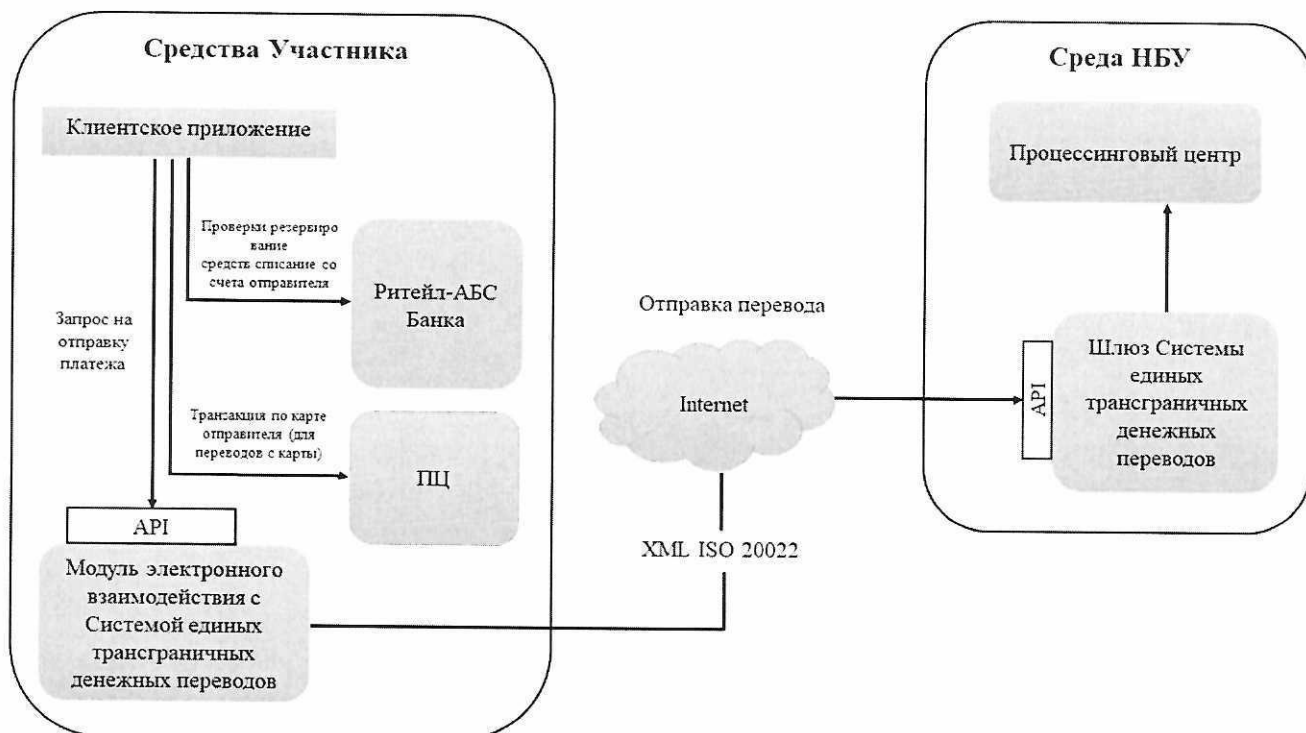 Средства Участника
Клиентское приложение
Проверки резервиро
вание
средств списание со
счета отправителя
Ритейл-АБС
Банка
Запрос на
отправку
платежа
Транзакция по карте
отправителя (для
переводов с карты)
ПЦ
API
Модуль электронного
взаимодействия с
Системой единых
трансграничных
денежных переводов
Отправка перевода
Internet
XML ISO 20022
Среда НБУ
Процессинговый центр
API
Шлюз Системы
единых
трансграничных
денежных
переводов